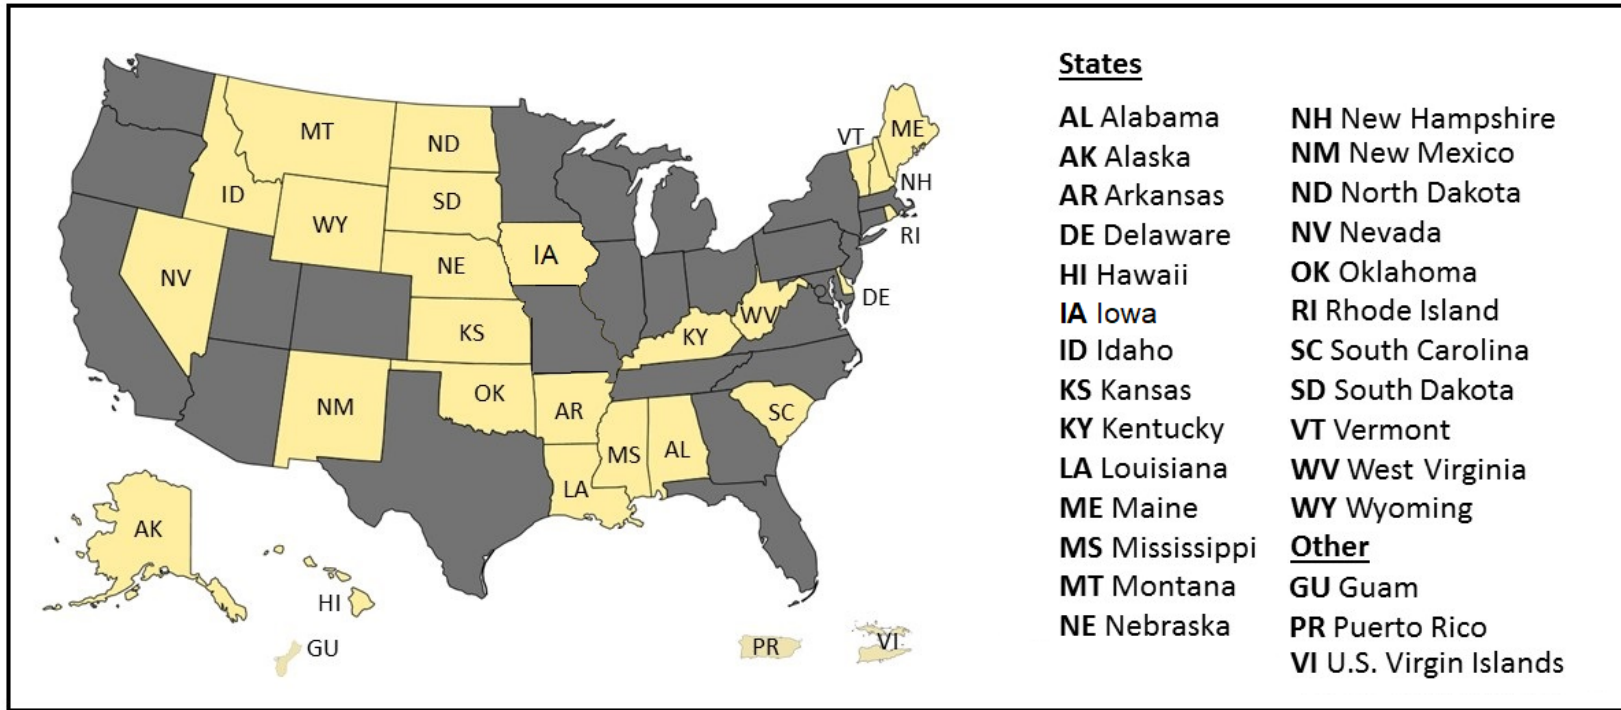 MT
ND
VT
ME
ID
SD
NH
WY
RI
NV
NE
IA
DE
KS
KY
WV
NM
OK
AR
SC
MS
AL
LA
AK
HI
GU
PR
VI
States
AL Alabama
AK Alaska
AR Arkansas
DE Delaware
HI Hawaii
IA Iowa
ID Idaho
KS Kansas
KY Kentucky
LA Louisiana
ME Maine
MS Mississippi
MT Montana
NE Nebraska
NH New Hampshire
NM New Mexico
ND North Dakota
NV Nevada
OK Oklahoma
RI Rhode Island
SC South Carolina
SD South Dakota
VT Vermont
WV West Virginia
WY Wyoming
Other
GU Guam
PR Puerto Rico
VI U.S. Virgin Islands